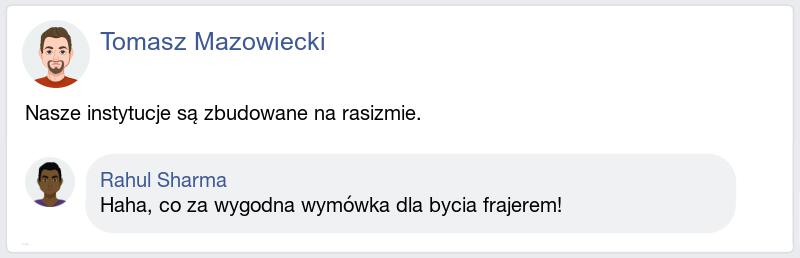 Tomasz Mazowiecki
Nasze instytucje są zbudowane na rasizmie.
Rahul Sharma
Haha, co za wygodna wymówka dla bycia frajerem!